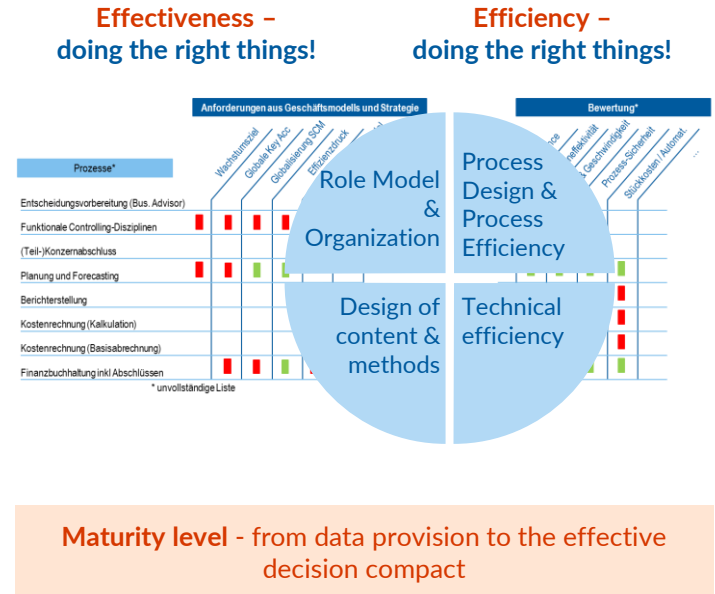 Effectiveness –
doing the right things!
Efficiency –
doing the right things!
Anforderungen aus Geschäftsmodells und Strategie
Bewertung*
Wachstumsziel
Globale Key Acc
Globalisierung SCM
Effizienzdruck
Prozess-Sicherheit
Stückkosten / Automat.
...
Prozesse*
Entscheidungsvorbereitung (Bus. Advisor)
Funktionale Controlling-Disziplinen
(Teil-)Konzernabschluss
Planung und Forecasting
Berichterstellung
Kostenrechnung (Kalkulation)
Kostenrechnung (Basisabrechnung)
Finanzbuchhaltung inkl Abschlüssen
* unvollständige Liste
Role Model
&
Organization
Process
Design &
Process
Efficiency
Design of
content &
methods
Technical
efficiency
Maturity level - from data provision to the effective
decision compact